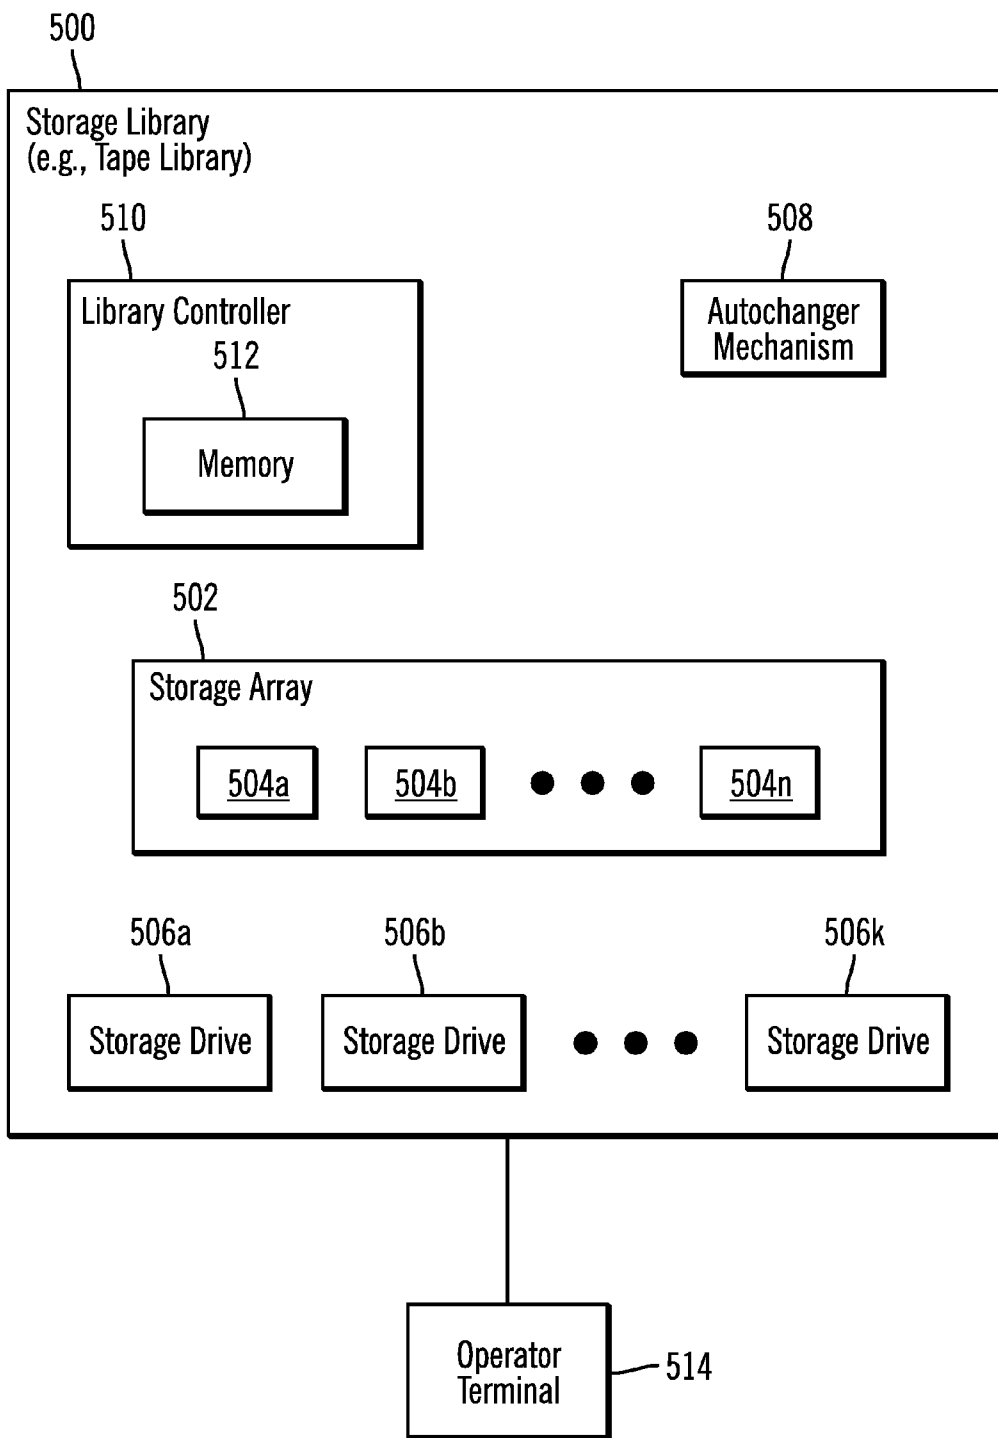 500
Storage Library
(e.g., Tape Library)
510
508
Library Controller
Autochanger
Mechanism
512
Memory
502
Storage Array
504a
504b
504n
506a
506b
506k
Storage Drive
Storage Drive
Storage Drive
Operator
Terminal
514